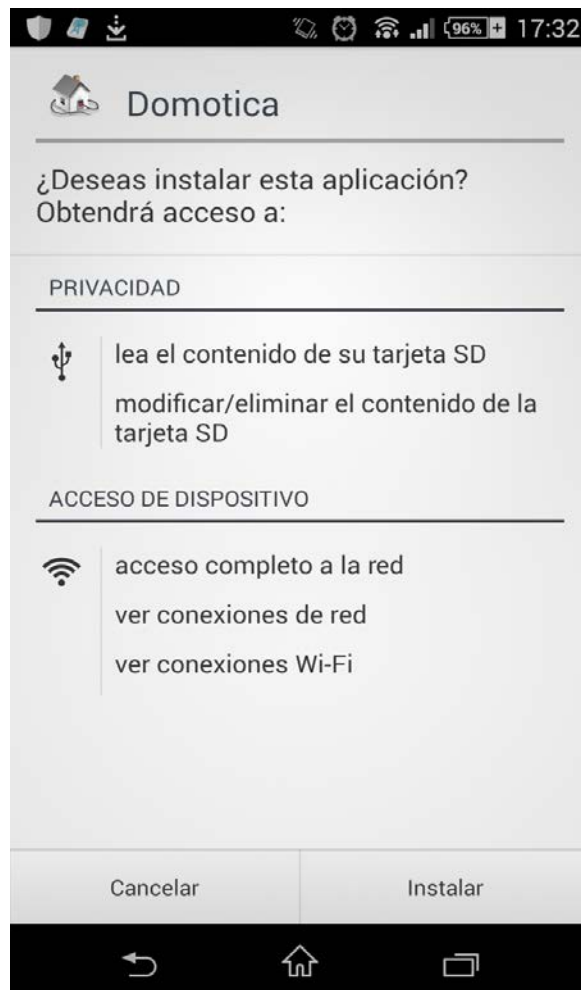 96% 17:32
Domotica
¿Deseas instalar esta aplicación?
Obtendrá acceso a:
PRIVACIDAD
lea el contenido de su tarjeta SD
modificar/eliminar el contenido de la
tarjeta SD
ACCESO DE DISPOSITIVO
acceso completo a la red
ver conexiones de red
ver conexiones Wi-Fi
Cancelar Instalar